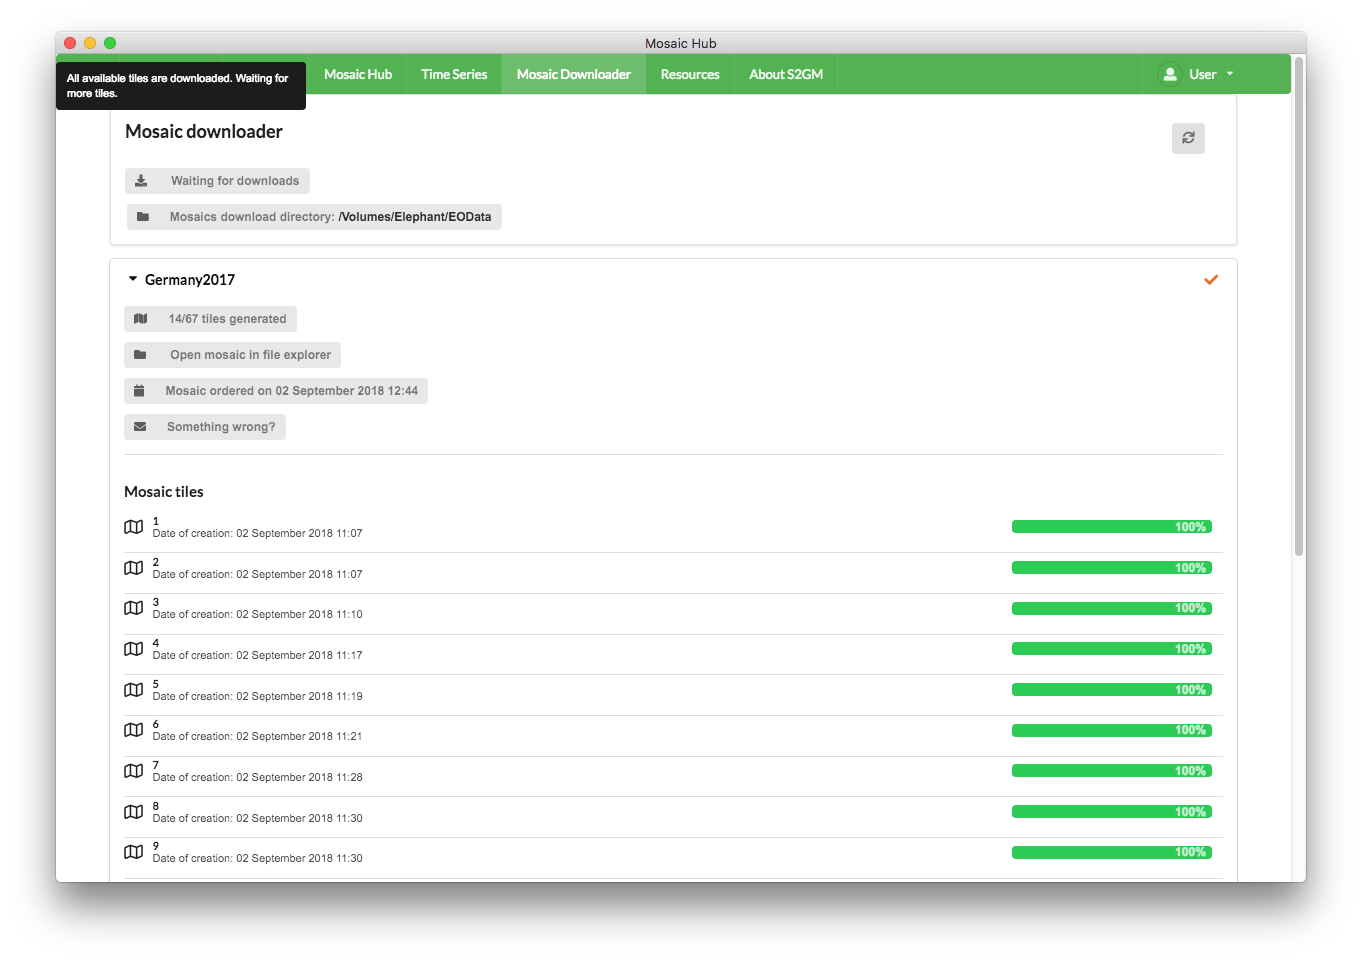 Mosaic Hub
All available tiles are downloaded. Waiting for
more tiles.
Mosaic Hub Time Series Mosaic Downloader Resources About S2GM User
Mosaic downloader
Waiting for downloads
Mosaics download directory: /Volumes/Elephant/EOData
Germany2017
14/67 tiles generated
Open mosaic in file explorer
Mosaic ordered on 02 September 2018 12:44
Something wrong?
Mosaic tiles
1
Date of creation: 02 September 2018 11:07
100%
2
Date of creation: 02 September 2018 11:07
100%
3
Date of creation: 02 September 2018 11:10
100%
4
Date of creation: 02 September 2018 11:17
100%
5
Date of creation: 02 September 2018 11:19
100%
6
Date of creation: 02 September 2018 11:21
100%
7
Date of creation: 02 September 2018 11:28
100%
8
Date of creation: 02 September 2018 11:30
100%
9
Date of creation: 02 September 2018 11:30
100%